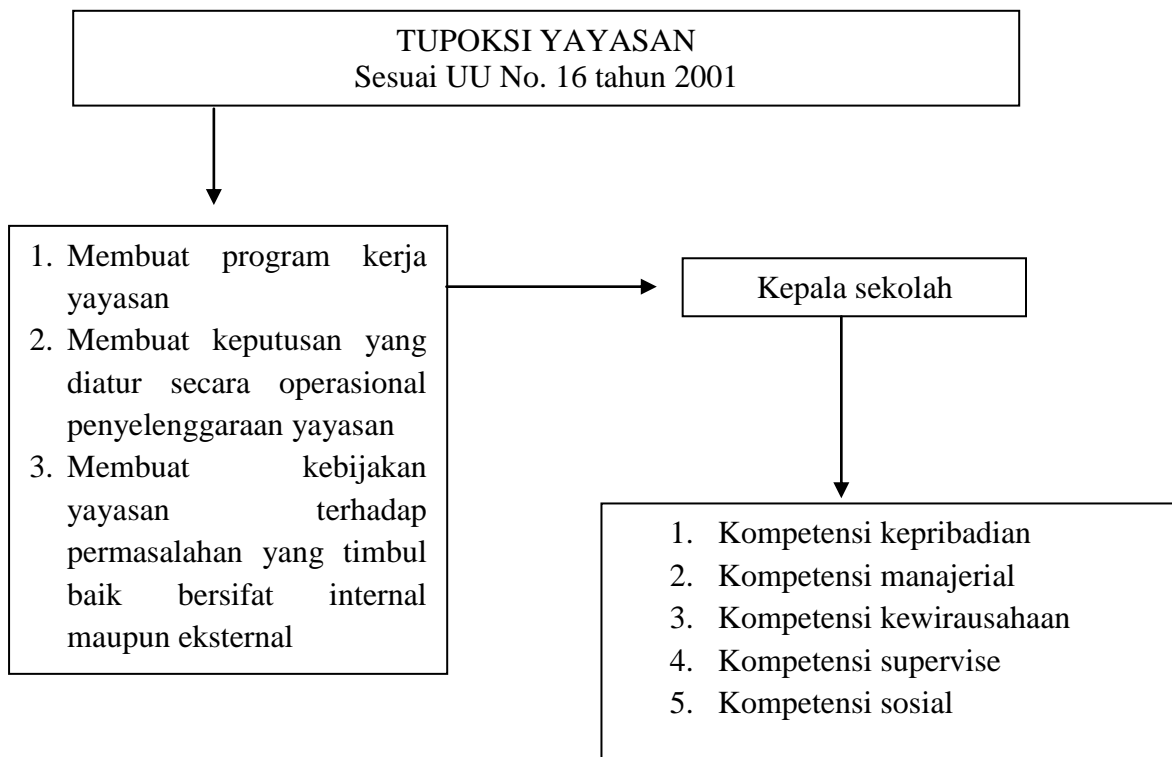 TUPOKSI YAYASAN
Sesuai UU No. 16 tahun 2001
1. Membuat program kerja
yayasan
2. Membuat keputusan yang
diatur secara operasional
penyelenggaraan yayasan
3. Membuat kebijakan
yayasan terhadap
permasalahan yang timbul
baik bersifat internal
maupun eksternal
Kepala sekolah
1. Kompetensi kepribadian
2. Kompetensi manajerial
3. Kompetensi kewirausahaan
4. Kompetensi supervise
5. Kompetensi sosial